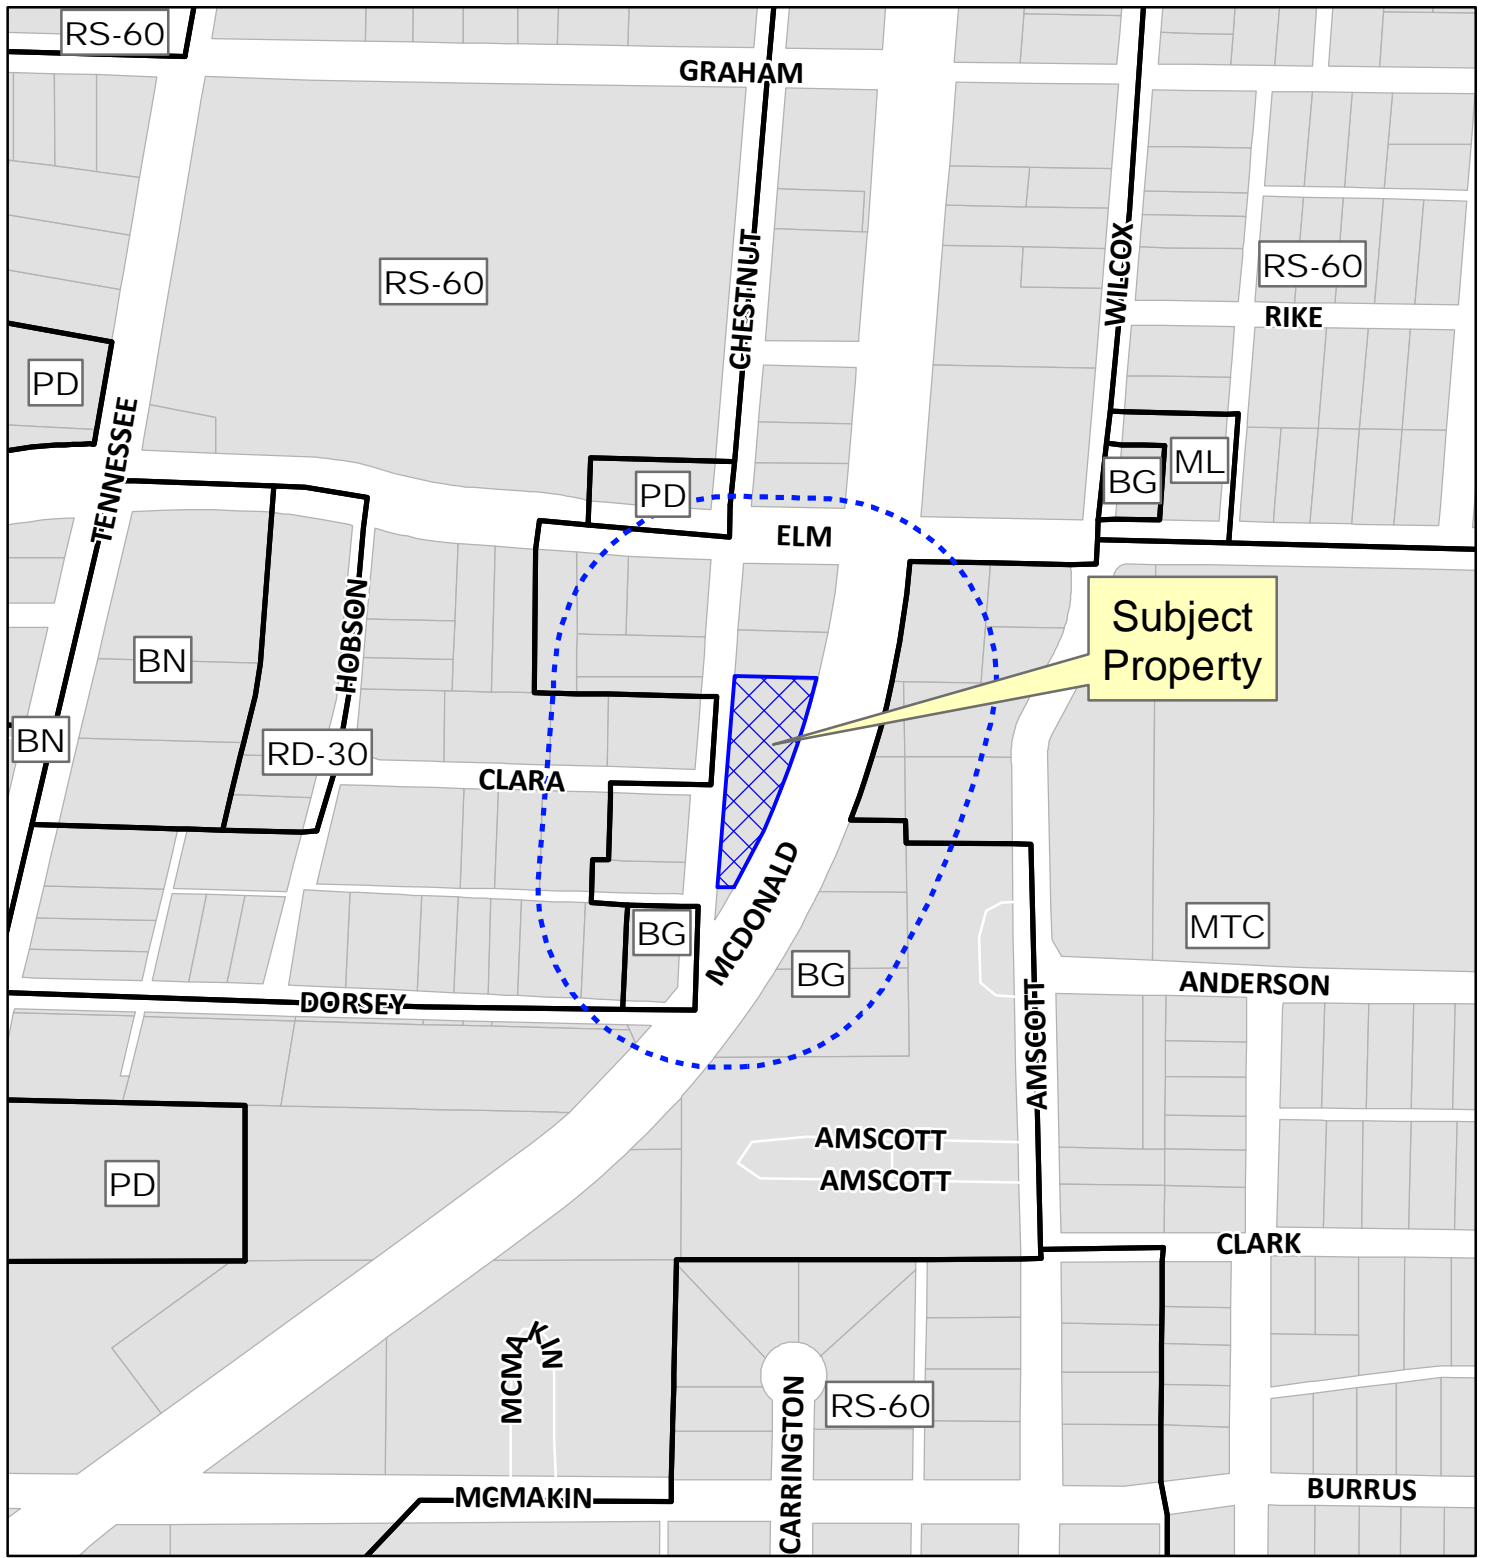 RS-60
GRAHAM
CHESTNUT
WILCOX
RS-60
RS-60
RIKE
PD
TENNESSEE
PD
ML
BG
ELM
Subject
Property
HOBSON
BN
BN
RD-30
CLARA
MCDONALD
BG
BG
MTC
DORSEY
ANDERSON
AMSCOTT
AMSCOTT
AMSCOTT
PD
CLARK
MCMAKIN
CARRINGTON
RS-60
MCMAKIN
BURRUS